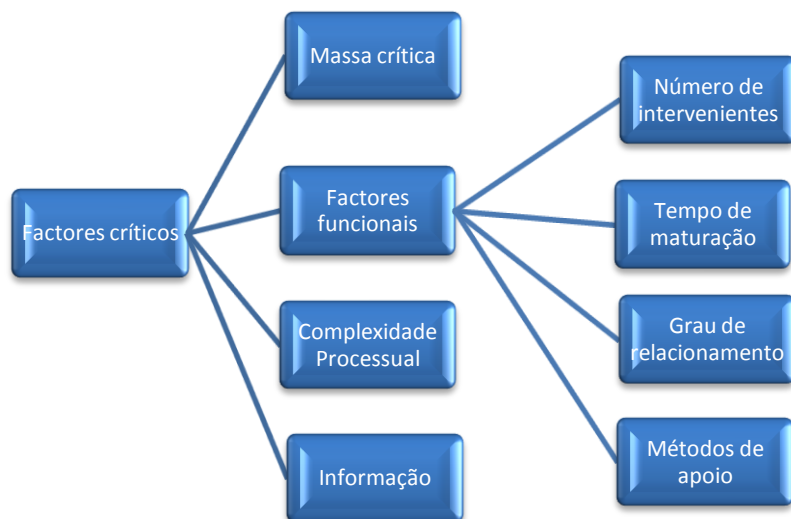 Factores críticos
Massa crítica
Factores
funcionais
Complexidade
Processual
Informação
Número de
intervenientes
Tempo de
maturação
Grau de
relacionamento
Métodos de
apoio